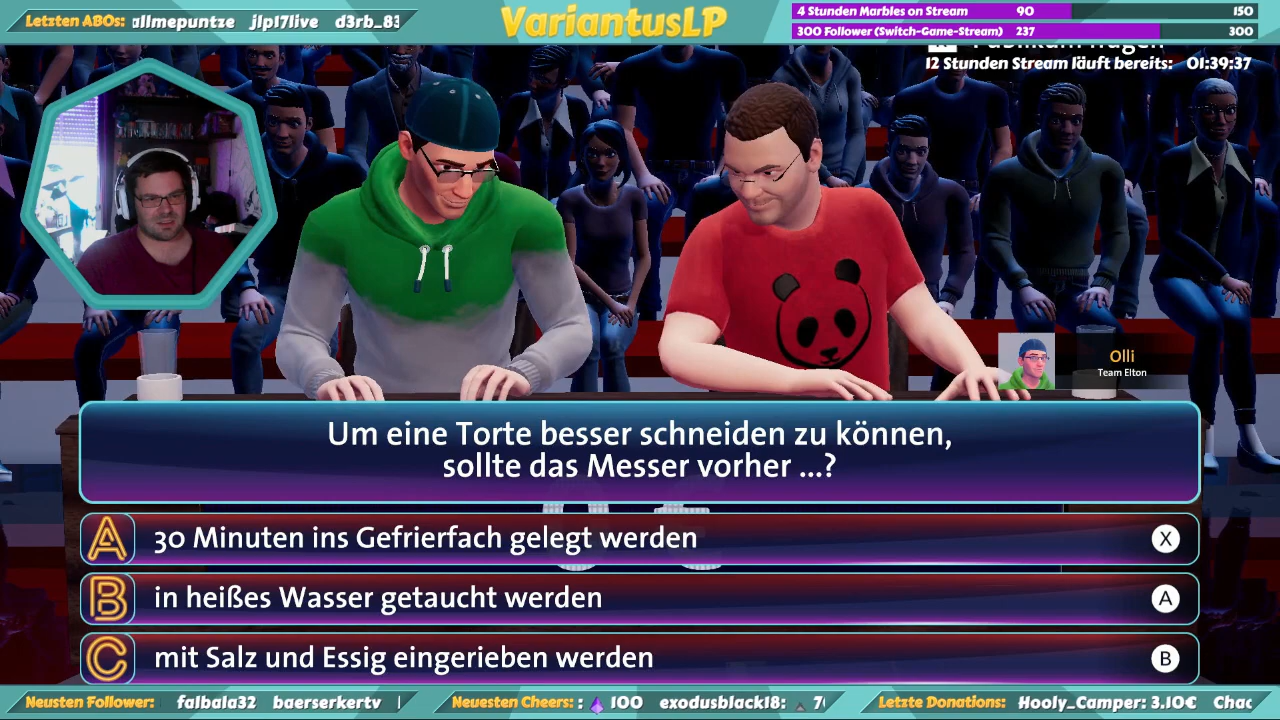 Letzten ABOs: allmepuntze jlp17live d3rb_83
VariantusLP
4 Stunden Marbles on Stream 90 150
300 Follower (Switch-Game-Stream) 237 300
12 Stunden Stream läuft bereits: 01:39:37
Olli
Team Elton
Um eine Torte besser schneiden zu können,
sollte das Messer vorher ...?
A 30 Minuten ins Gefrierfach gelegt werden X
B in heißes Wasser getaucht werden A
C mit Salz und Essig eingerieben werden B
Neusten Follower: falbala32 baerserkertv
Neuesten Cheers: : 100 exodusblack18:
Letzte Donations: Hooly_Camper: 3.10€ Chac